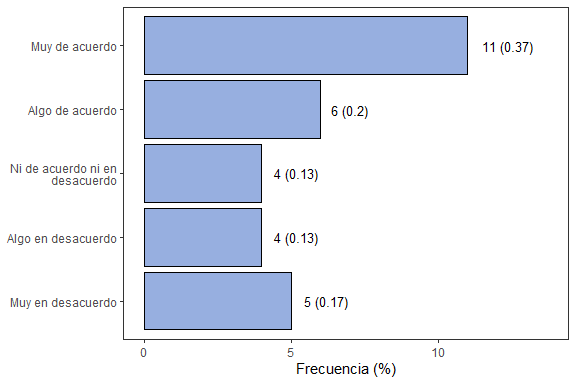 Muy de acuerdo
11 (0.37)
Algo de acuerdo
6 (0.2)
Ni de acuerdo ni en
desacuerdo
4 (0.13)
Algo en desacuerdo
4 (0.13)
Muy en desacuerdo
5 (0.17)
0
5
10
Frecuencia (%)